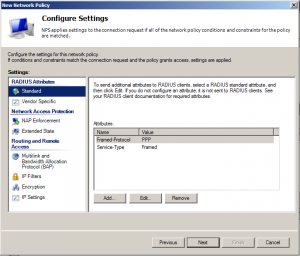 New Network Policy
Configure Settings
NPS applies settings to the connection request if all of the network policy conditions and constraints for the policy
are matched.
Configure the settings for this network policy.
If conditions and constraints match the connection request and the policy grants access, settings are applied.
Settings:
RADIUS Attributes
Standard
Vendor Specific
Network Access Protection
NAP Enforcement
Extended State
Routing and Remote
Access
Multilink and
Bandwidth Allocation
Protocol (BAP)
IP Filters
Encryption
IP Settings
To send additional attributes to RADIUS clients, select a RADIUS standard attribute, and
then click Edit. If you do not configure an attribute, it is not sent to RADIUS clients. See
your RADIUS client documentation for required attributes.
Attributes:
Name Value
Framed-Protocol PPP
Service-Type Framed
Add... Edit... Remove
Previous Next Finish Cancel